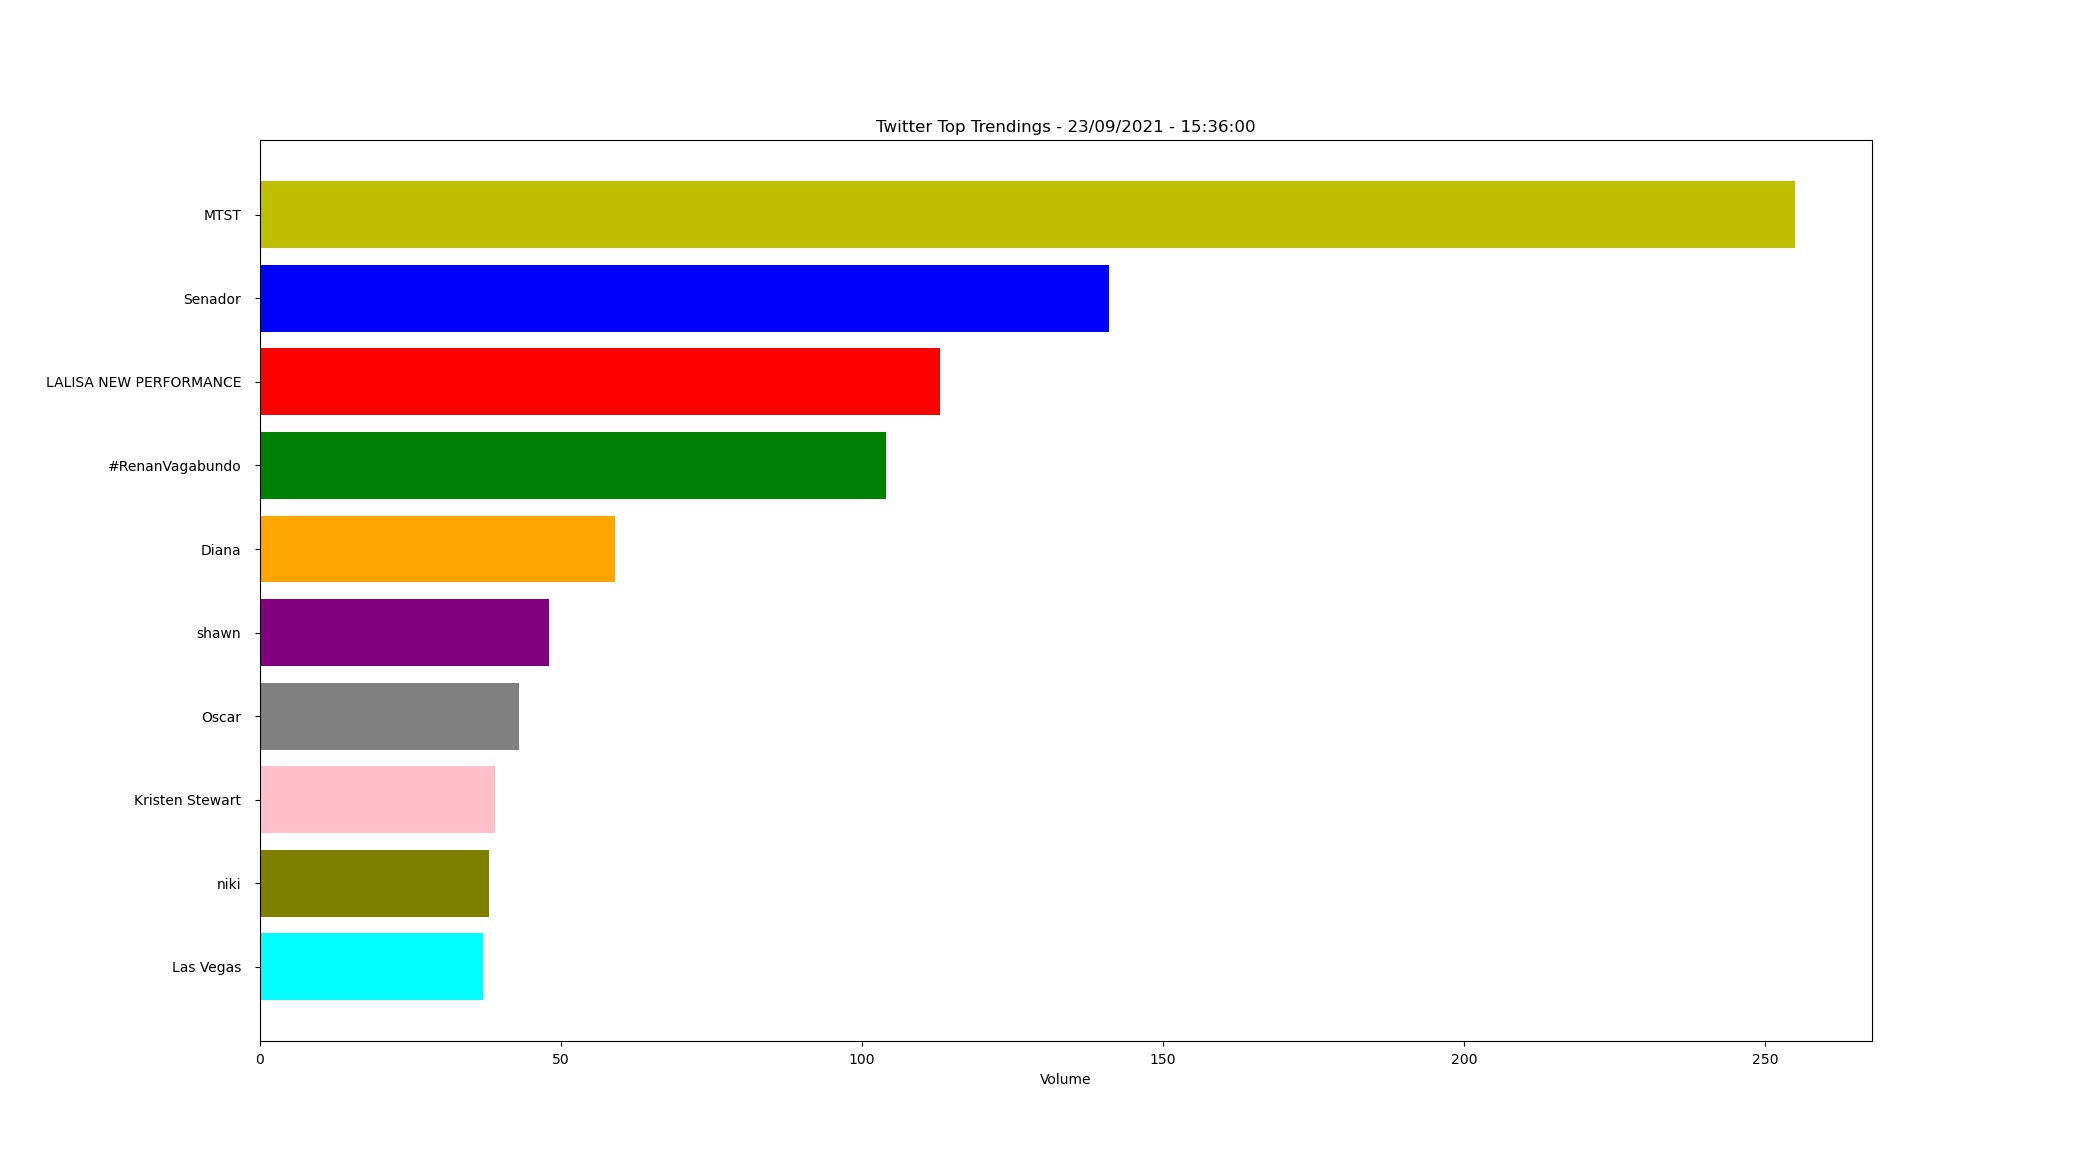 Twitter Top Trendings - 23/09/2021 - 15:36:00
MTST
Senador
LALISA NEW PERFORMANCE
#RenanVagabundo
Diana
shawn
Oscar
Kristen Stewart
niki
Las Vegas
0 50 100 150 200 250
Volume